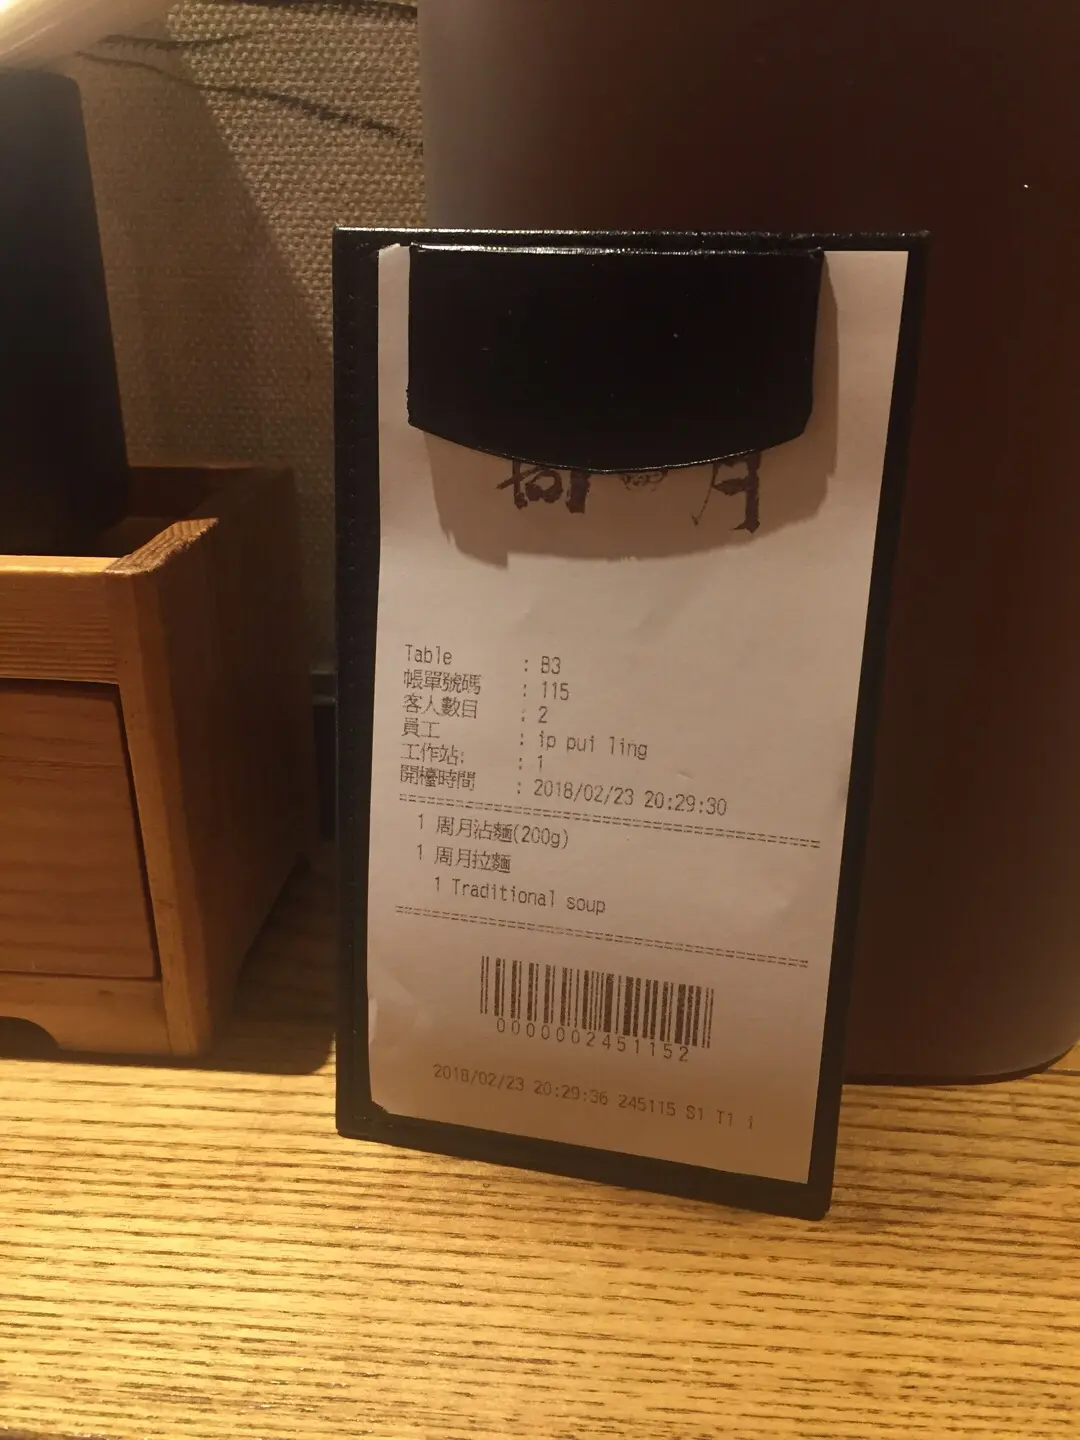 Table : B3
帳單號碼 : 115
客人數目 : 2
員工 : ip pui ling
工作站: : 1
開檯時間 : 2018/02/23 20:29:30
1 周月沾麵(200g)
1 周月拉麵
1 Traditional soup
0000002451152
2018/02/23 20:29:36 245115 S1 T1 i